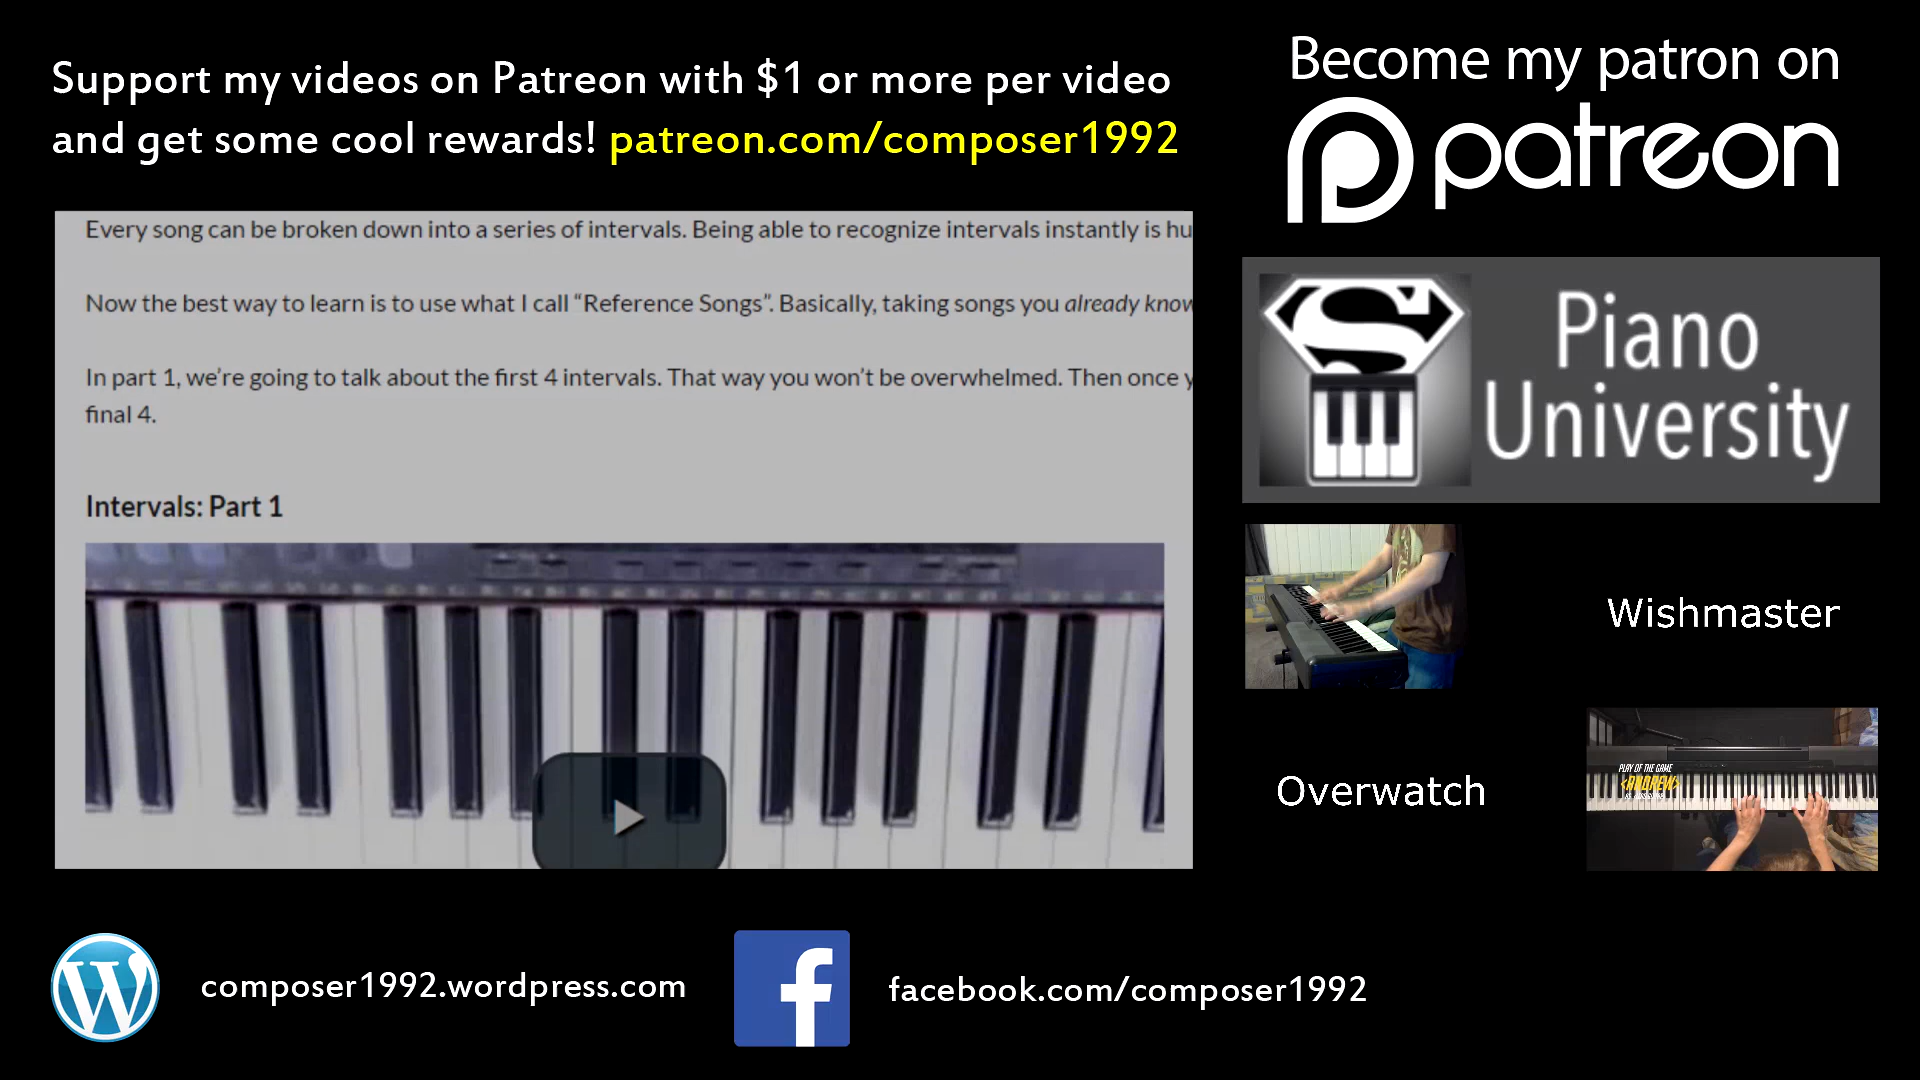 Support my videos on Patreon with $1 or more per video
and get some cool rewards! patreon.com/composer1992
Become my patron on
patreon
Every song can be broken down into a series of intervals. Being able to recognize intervals instantly is hu
Now the best way to learn is to use what I call “Reference Songs”. Basically, taking songs you already know
In part 1, we’re going to talk about the first 4 intervals. That way you won’t be overwhelmed. Then once y
final 4.
Intervals: Part 1
Piano
University
Wishmaster
Overwatch
PLAY OF THE GAME
<ANDREW>
composer1992.wordpress.com
facebook.com/composer1992